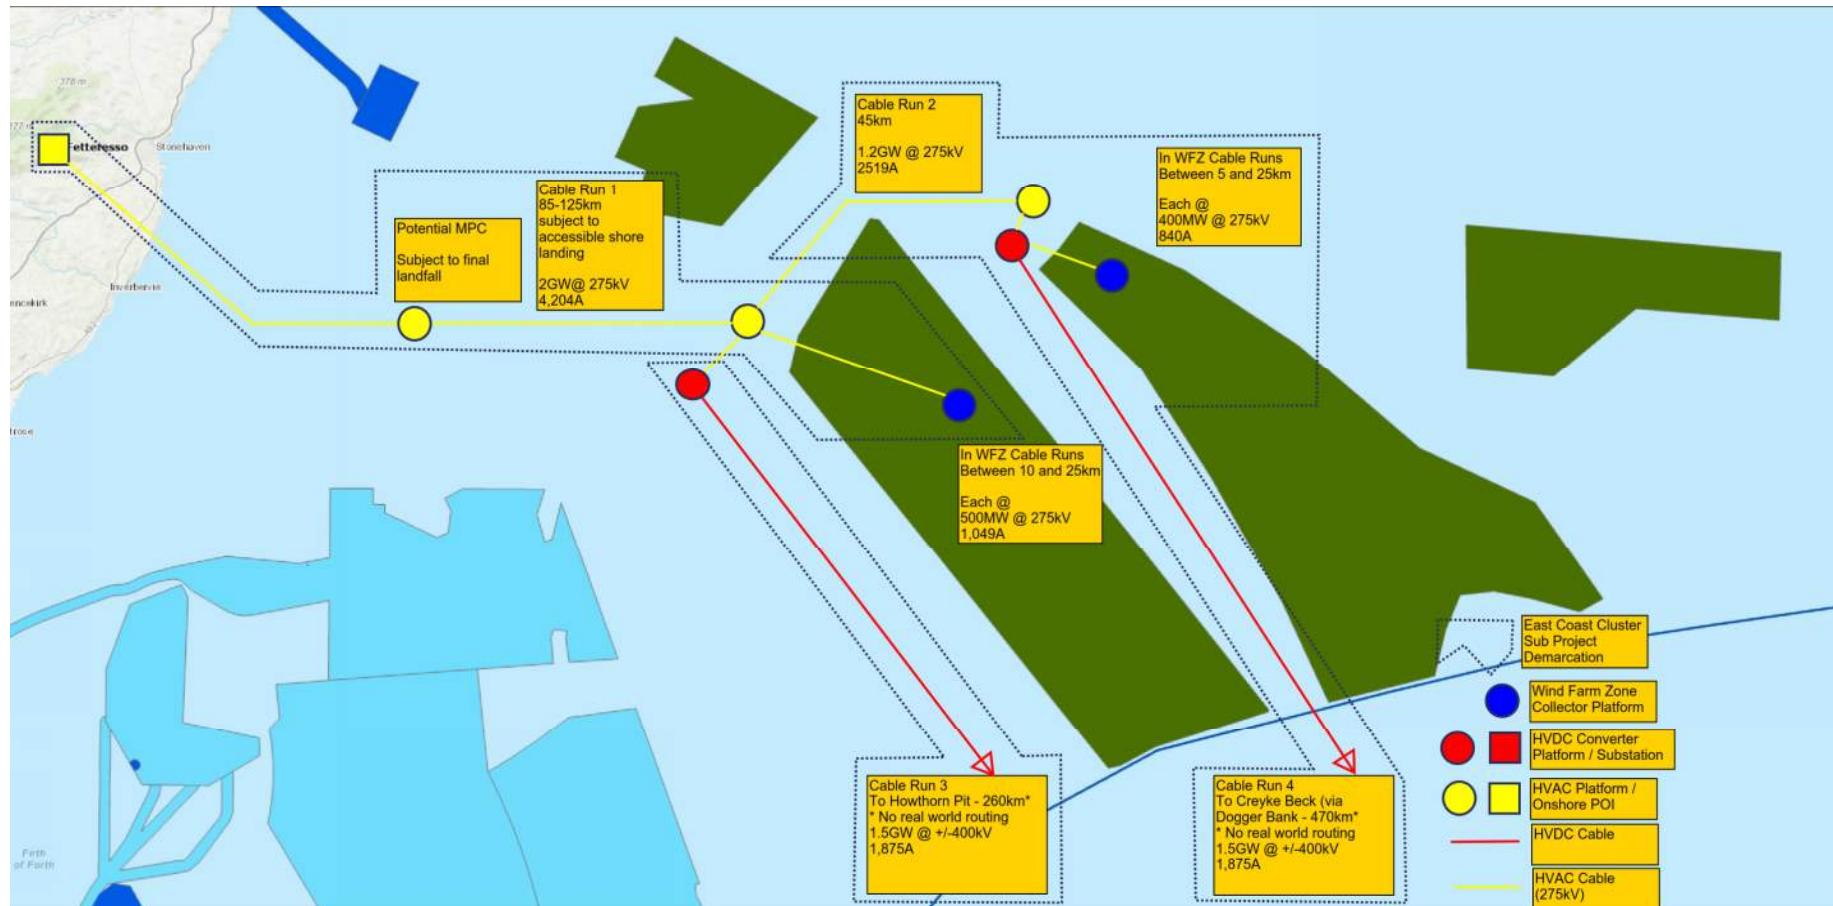 378 m
Fetteresso
Stonehaven
Inverbervie
encekirk
trose
Firth
of Forth
Potential MPC
Subject to final
landfall
Cable Run 1
85-125km
subject to
accessible shore
landing
2GW@ 275kV
4,204A
Cable Run 2
45km
1.2GW @ 275kV
2519A
In WFZ Cable Runs
Between 5 and 25km
Each @
400MW @ 275kV
840A
In WFZ Cable Runs
Between 10 and 25km
Each @
500MW @ 275kV
1,049A
Cable Run 3
To Howthorn Pit - 260km*
* No real world routing
1.5GW @ +/-400kV
1,875A
Cable Run 4
To Creyke Beck (via
Dogger Bank - 470km*
* No real world routing
1.5GW @ +/-400kV
1,875A
East Coast Cluster
Sub Project
Demarcation
Wind Farm Zone
Collector Platform
HVDC Converter
Platform / Substation
HVAC Platform /
Onshore POI
HVDC Cable
HVAC Cable
(275kV)